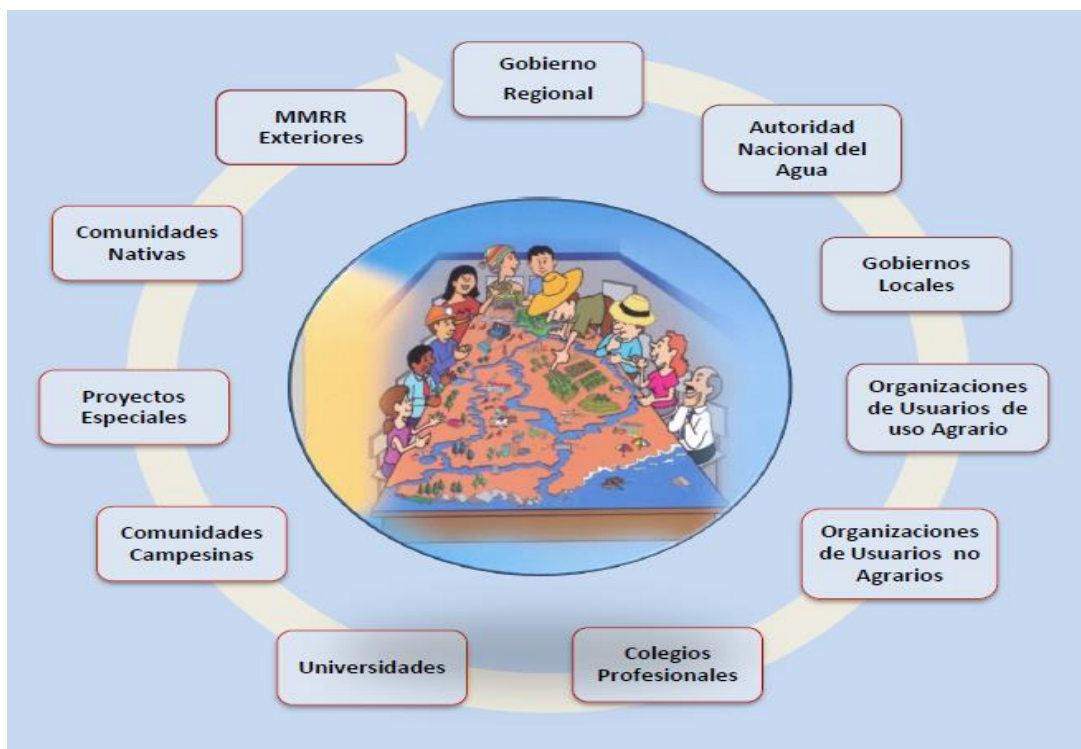 Gobierno
Regional
Autoridad
Nacional del
Agua
Gobiernos
Locales
Organizaciones
de Usuarios de
uso Agrario
Organizaciones
de Usuarios no
Agrarios
Colegios
Profesionales
Universidades
Comunidades
Campesinas
Proyectos
Especiales
Comunidades
Nativas
MMRR
Exteriores